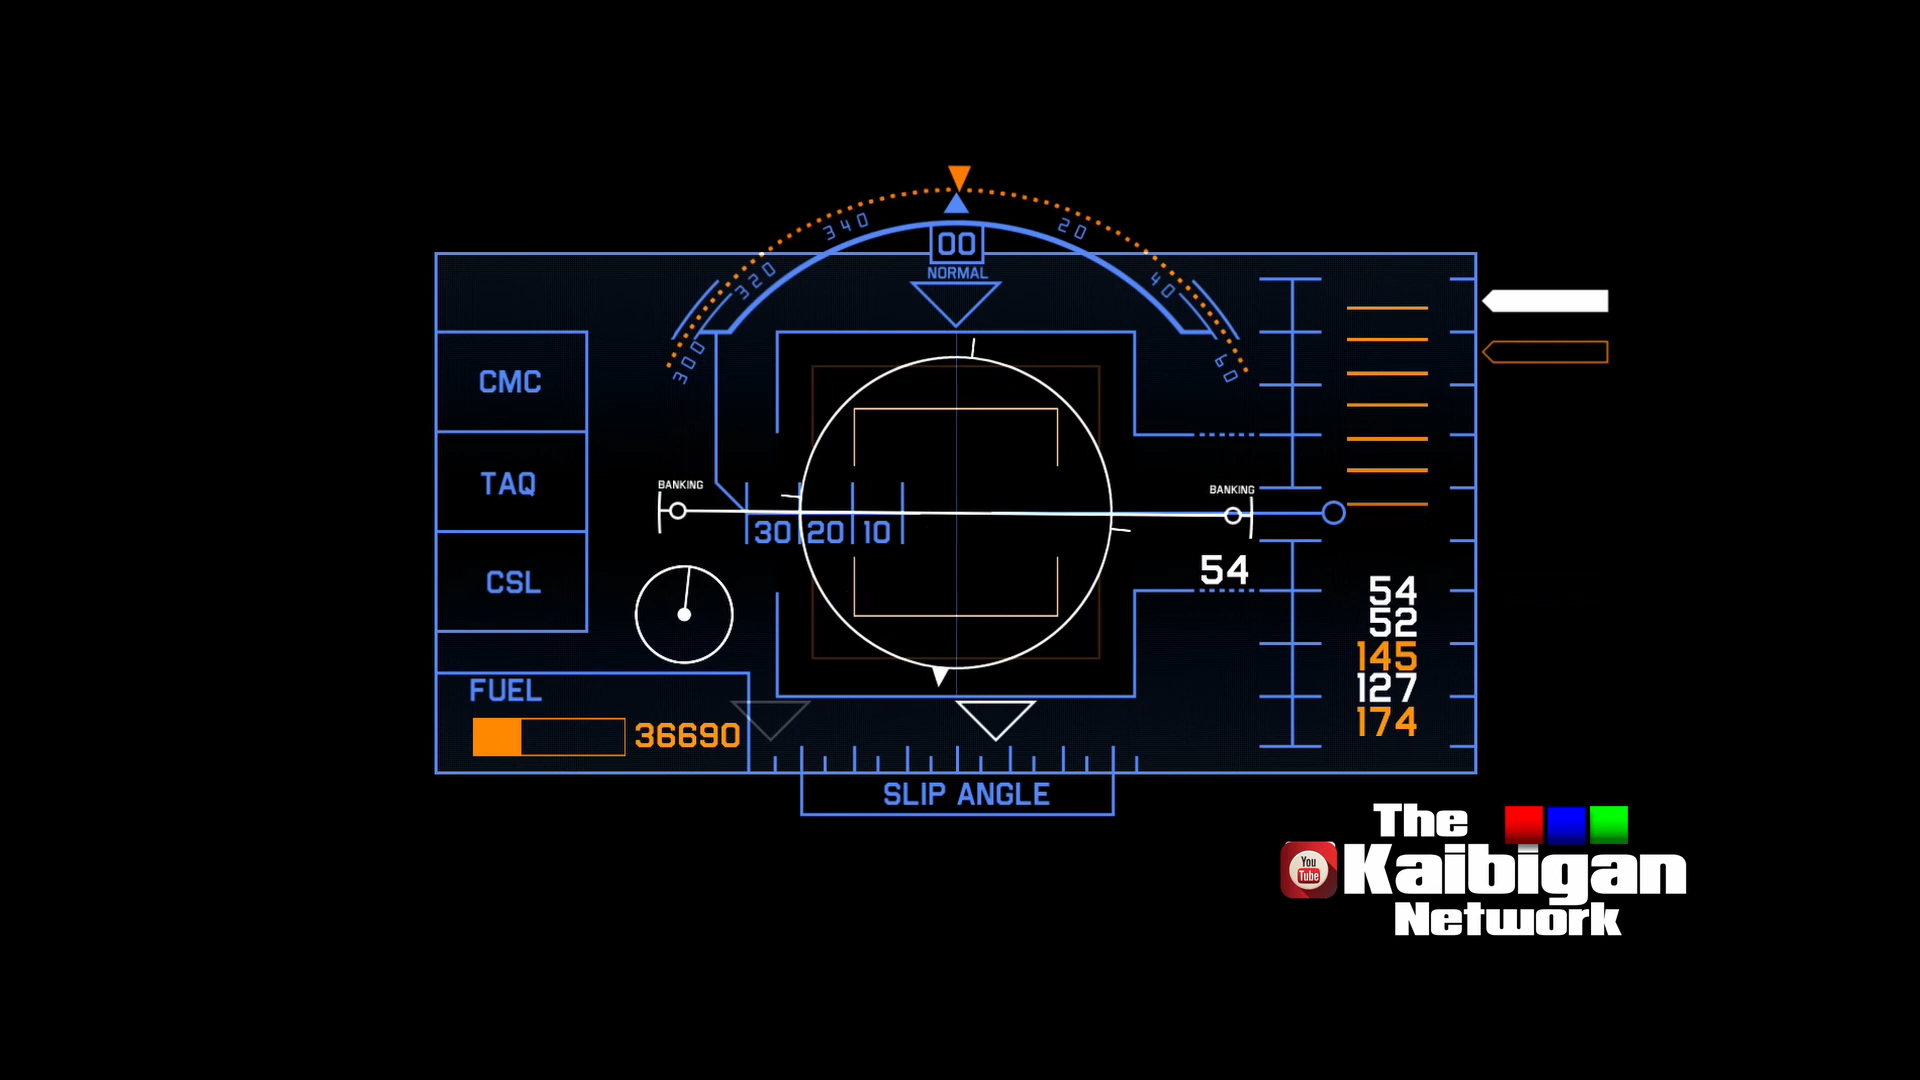 340
20
00
320
NORMAL
40
300
60
CMC
TAQ
CSL
BANKING
BANKING
30 20 10
54
54
52
145
127
174
FUEL
36690
SLIP ANGLE
The
You
Tube
Kaibigan
Network